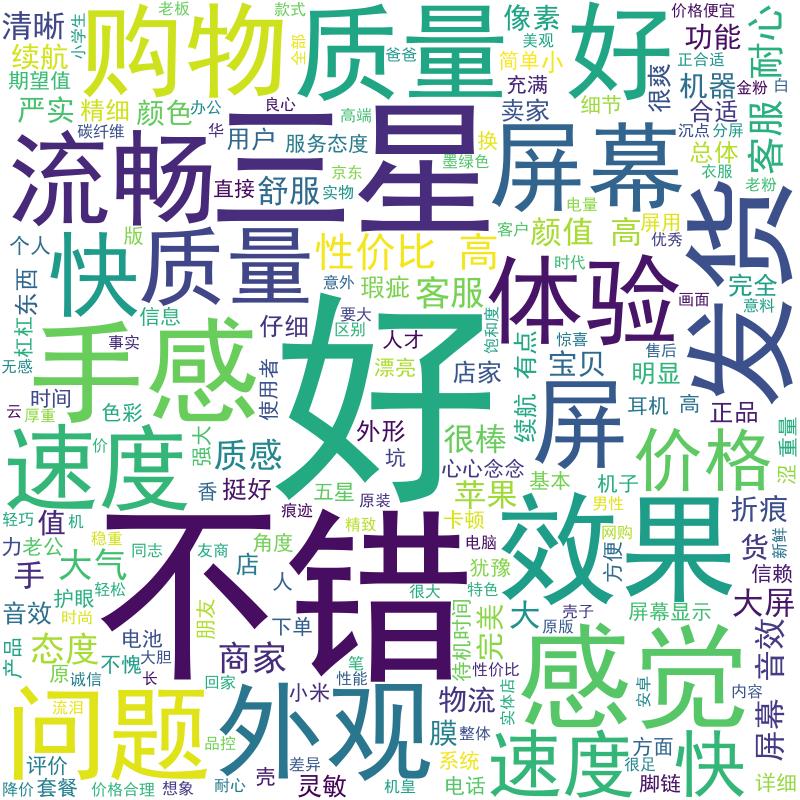 清晰
老板
款式
购物
质量
好
像素
价格便宜
功能
耐心
续航
小学生
全部
爸爸
美观
简单小
正合适
期望值
充满
很爽
机器
金粉
白
严实
精细
颜色
办公
良心
高端
卖家
细节
合适
客服
碳纤维
华
用户
服务态度
换
沉点
分屏
流畅
三星
屏幕
总体
京东
墨绿色
直接
舒服
实物
衣服
老粉
发货
电量
版
性价比 高
客户
颜值 高
屏用
优秀
个人
快
质量
意外
时代
体验
完全
东西
瑕疵
客服
画面
意料
杠杠
信息
仔细
要大
区别
饱和度
有点
惊喜
售后
无感
事实
手感
好
人才
使用者
漂亮
店家
宝贝
明显
时间
耳机
高
正品
云
厚重
色彩
外形
很棒
续航
屏
价格
重量
涩
速度
价
强大
质感
坑
心心念念
基本
机子
香
挺好
五星
原装
苹果
男性
轻巧
机
值
痕迹
精致
卡顿
效果
网购
折痕
稳重
不错
角度
电脑
方便
新鲜
力
老公
同志
友商
犹豫
货
信赖
手
大气
店
护眼
轻松
人
很大
特色
壳子
大屏
音效
时尚
朋友
下单
待机时间
完美
大
原版
屏幕显示
产品
态度
电池
笔
感觉
音效
原
不愧
大胆
商家
性价比
诚信
长
回家
小米
性能
物流
实体店
安卓
内容
问题
流泪
外观
膜
整体
屏幕
品控
速度 快
方面
评价
差异
系统
很足
降价
套餐
价格合理
想象
耐心
壳
灵敏
机皇
电话
脚链
详细